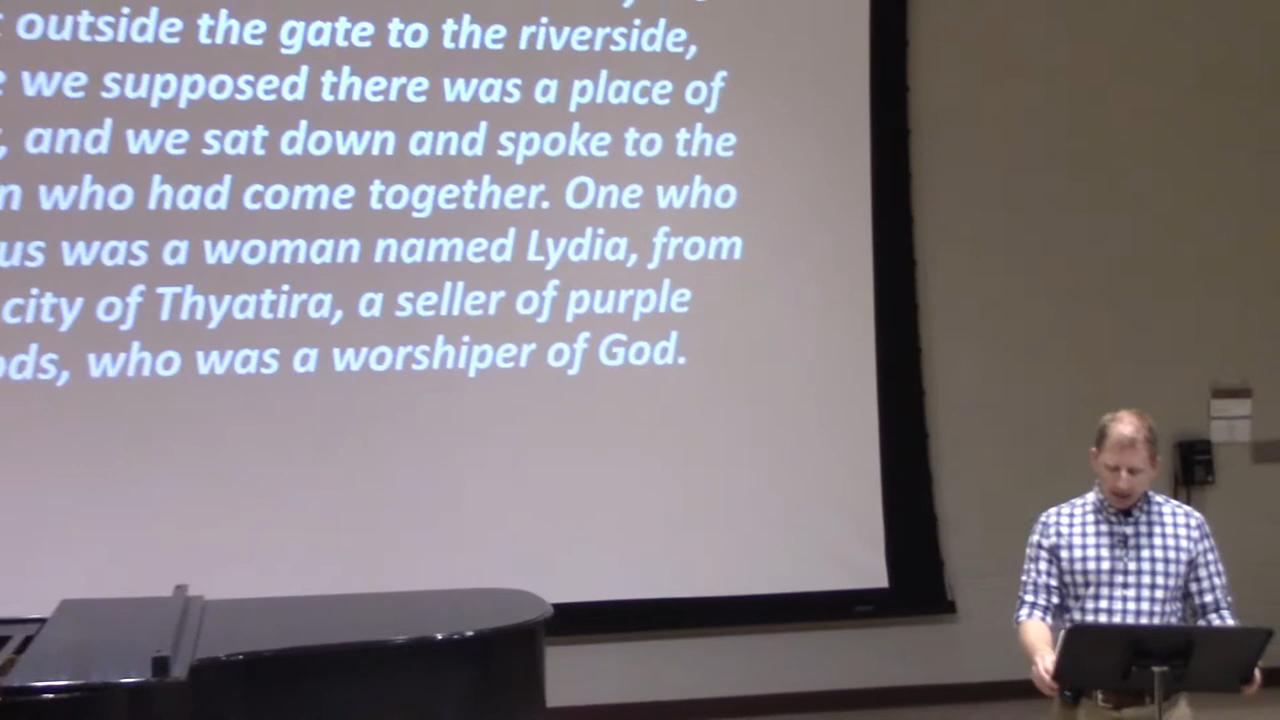 outside the gate to the riverside,
we supposed there was a place of
, and we sat down and spoke to the
n who had come together. One who
us was a woman named Lydia, from
city of Thyatira, a seller of purple
ods, who was a worshiper of God.